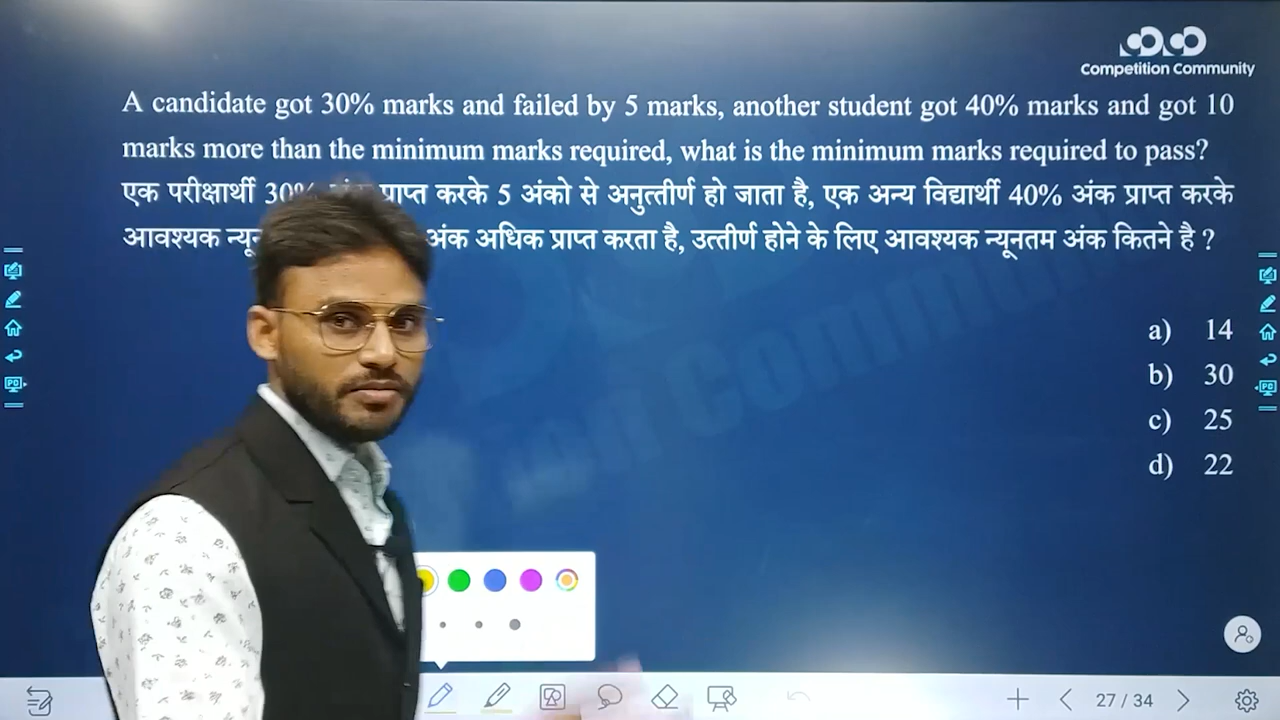 Competition Community
A candidate got 30% marks and failed by 5 marks, another student got 40% marks and got 10
marks more than the minimum marks required, what is the minimum marks required to pass?
एक परीक्षार्थी 30% अंक प्राप्त करके 5 अंको से अनुत्तीर्ण हो जाता है, एक अन्य विद्यार्थी 40% अंक प्राप्त करके
आवश्यक अंक अधिक प्राप्त करता है, उत्तीर्ण होने के लिए आवश्यक न्यूनतम अंक कितने है ?
a) 14
b) 30
c) 25
d) 22
27 / 34